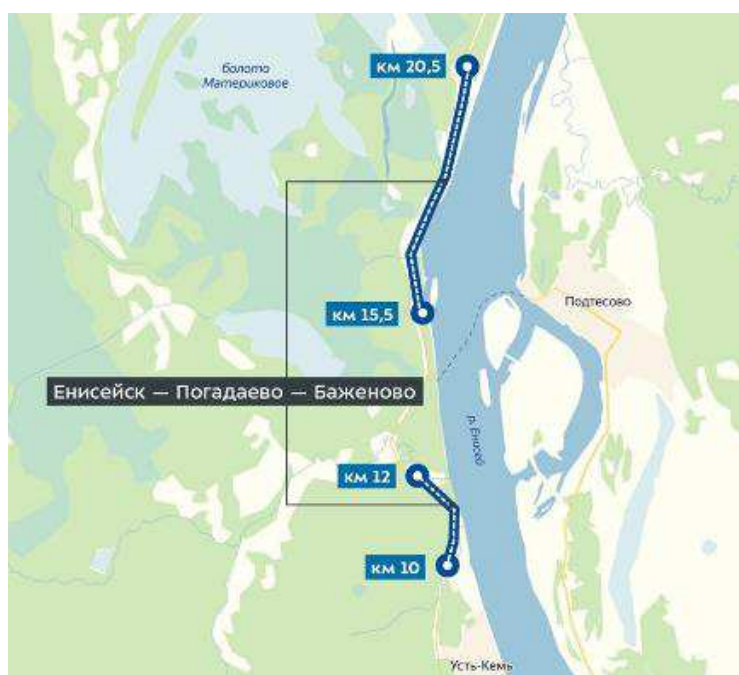 км 20,5
болото
Материковое
Подтесово
км 15,5
Енисейск — Погадаево — Баженово
р. Енисей
км 12
км 10
Усть-Кемь